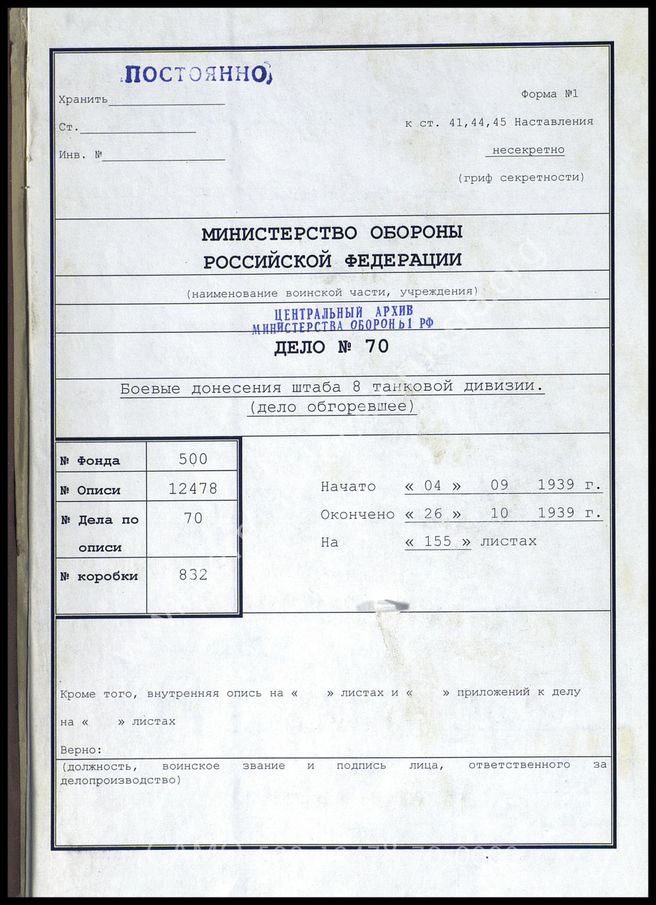 ПОСТОЯННО
Хранить
Форма №1
Ст.
к ст. 41,44,45 Наставления
Инв. №
несекретно
(гриф секретности)
МИНИСТЕРСТВО ОБОРОНЫ
РОССИЙСКОЙ ФЕДЕРАЦИИ
(наименование воинской части, учреждения)
ЦЕНТРАЛЬНЫЙ АРХИВ
МИНИСТЕРСТВА ОБОРОНЫ РФ
ДЕЛО № 70
Боевые донесения штаба 8 танковой дивизии.
(дело обгоревшее)
№ Фонда 500
№ Описи 12478
№ Дела по описи 70
№ коробки 832
Начато « 04 » 09 1939 г.
Окончено « 26 » 10 1939 г.
На « 155 » листах
Кроме того, внутренняя опись на « » листах и « » приложений к делу
на « » листах
Верно:
(должность, воинское звание и подпись лица, ответственного за
делопроизводство)